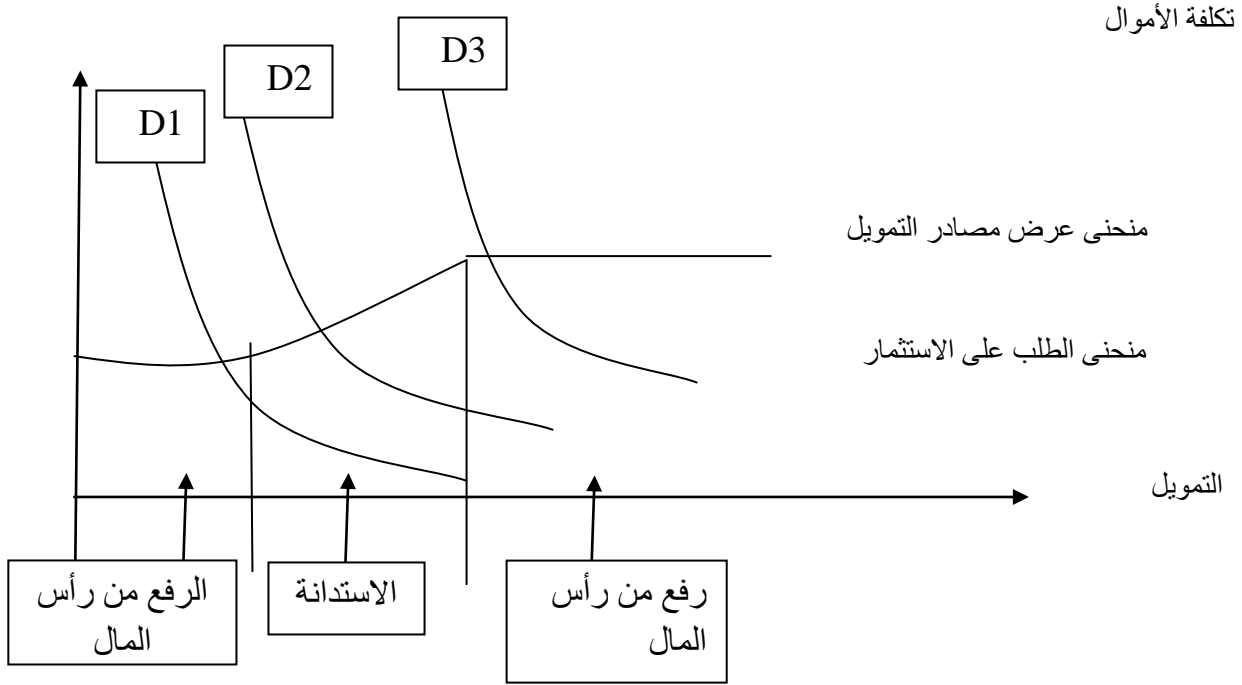 تكلفة الأموال
D3
D2
D1
منحنى عرض مصادر التمويل
منحنى الطلب على الاستثمار
التمويل
الرفع من رأس
المال
الاستدانة
رفع من رأس
المال